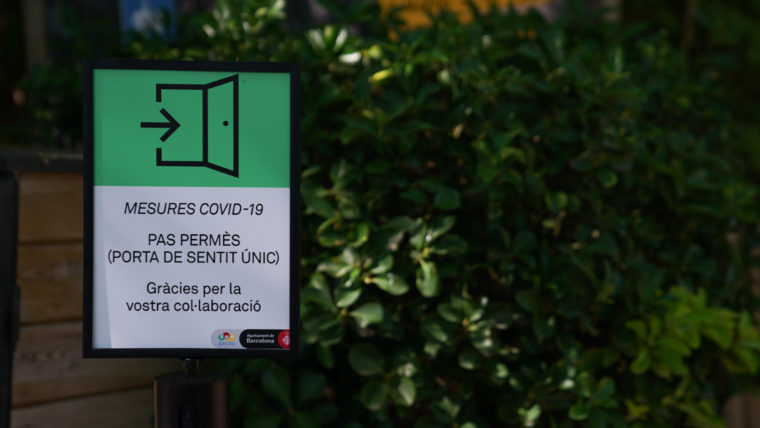 MESURES COVID-19
PAS PERMÈS
(PORTA DE SENTIT ÚNIC)
Gràcies per la
vostra col·laboració
Ajuntament de
Barcelona